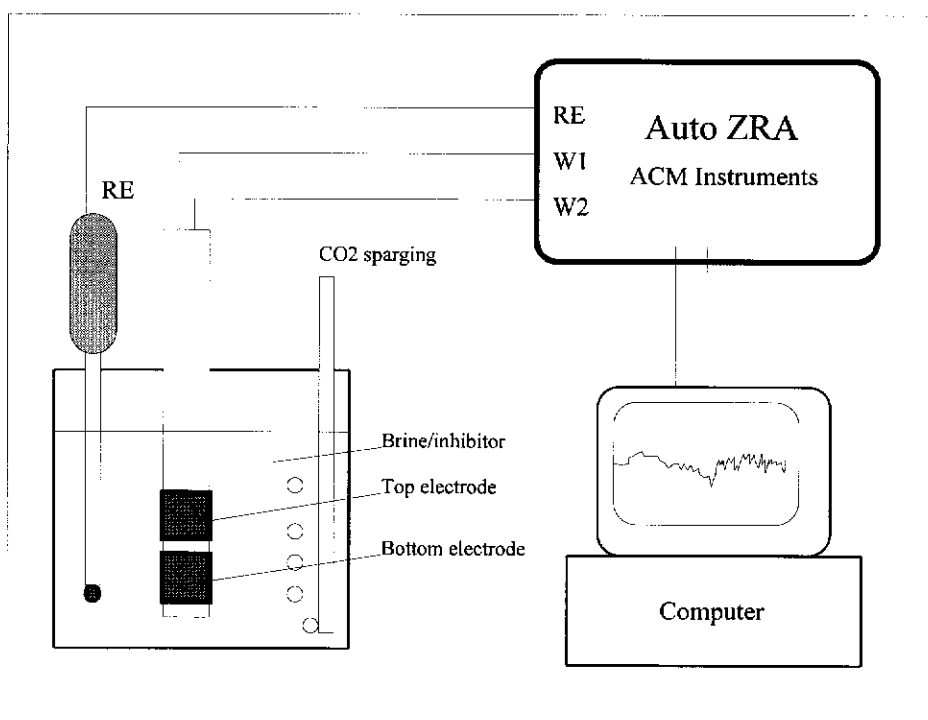 RE
Auto ZRA
W1
ACM Instruments
W2
RE
CO2 sparging
Brine/inhibitor
Top electrode
Bottom electrode
Computer